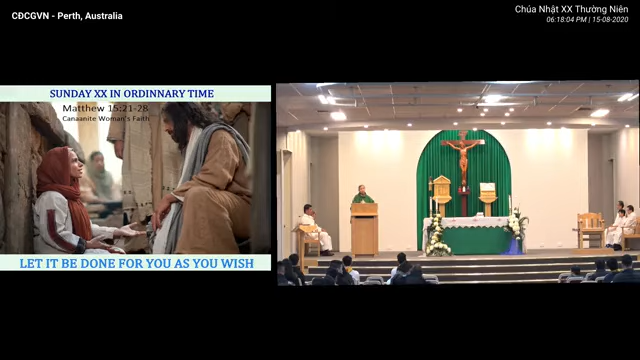 CĐCGVN - Perth, Australia
Chúa Nhật XX Thường Niên
06:18:04 PM | 15-08-2020
SUNDAY XX IN ORDINNARY TIME
Matthew 15:21-28
Canaanite Woman's Faith
LET IT BE DONE FOR YOU AS YOU WISH